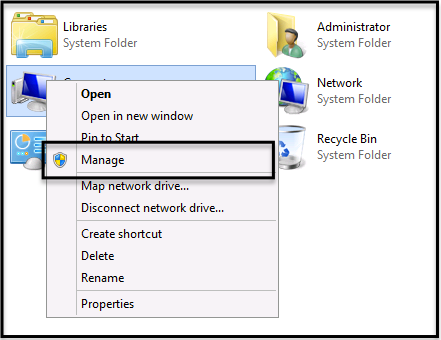 Libraries
System Folder
Administrator
System Folder
Network
System Folder
Recycle Bin
System Folder
Open
Open in new window
Pin to Start
Manage
Map network drive...
Disconnect network drive...
Create shortcut
Delete
Rename
Properties